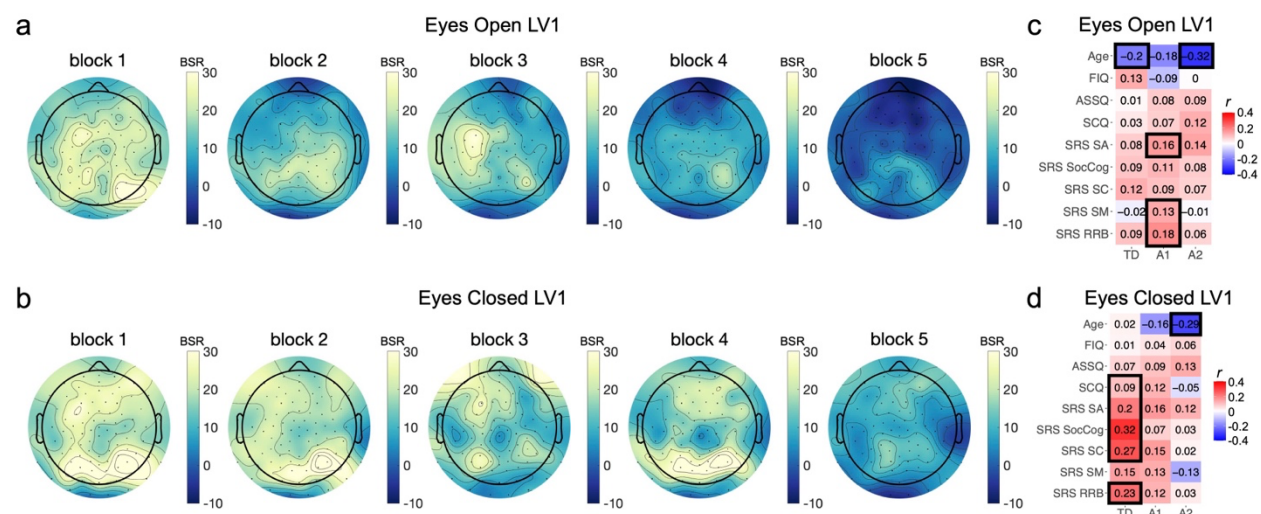 a Eyes Open LV1
block 1 BSR block 2 BSR block 3 BSR block 4 BSR block 5 BSR
30 30 30 30 30
20 20 20 20 20
10 10 10 10 10
0 0 0 0 0
-10 -10 -10 -10 -10
b Eyes Closed LV1
block 1 BSR block 2 BSR block 3 BSR block 4 BSR block 5 BSR
30 30 30 30 30
20 20 20 20 20
10 10 10 10 10
0 0 0 0 0
-10 -10 -10 -10 -10
c Eyes Open LV1
Age -0.2 -0.18 -0.32
FIQ 0.13 -0.09 0
ASSQ 0.01 0.08 0.09
SCQ 0.03 0.07 0.12
SRS SA 0.08 0.16 0.14
SRS SocCog 0.09 0.11 0.08
SRS SC 0.12 0.09 0.07
SRS SM -0.02 0.13 -0.01
SRS RRB 0.09 0.18 0.06
TD A1 A2
r
0.4
0.2
0
-0.2
-0.4
d Eyes Closed LV1
Age 0.02 -0.16 -0.29
FIQ 0.01 0.04 0.06
ASSQ 0.07 0.09 0.13
SCQ 0.09 0.12 -0.05
SRS SA 0.2 0.16 0.12
SRS SocCog 0.32 0.07 0.03
SRS SC 0.27 0.15 0.02
SRS SM 0.15 0.13 -0.13
SRS RRB 0.23 0.12 0.03
TD A1 A2
r
0.4
0.2
0
-0.2
-0.4